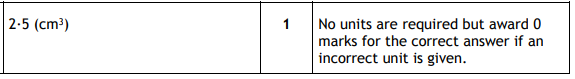 2·5 (cm³) 1 No units are required but award 0
marks for the correct answer if an
incorrect unit is given.